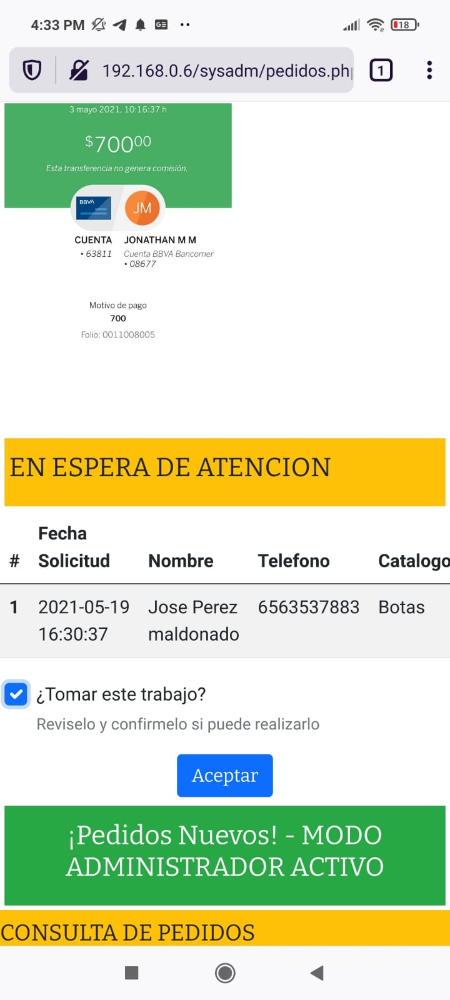 4:33 PM
18
192.168.0.6/sysadm/pedidos.ph
1
3 mayo 2021, 10:16:37 h
$700⁰⁰
Esta transferencia no genera comisión.
BBVA
JM
CUENTA JONATHAN M M
• 63811 Cuenta BBVA Bancomer
• 08677
Motivo de pago
700
Folio: 0011008005
EN ESPERA DE ATENCION
Fecha
# Solicitud Nombre Telefono Catalogo
1 2021-05-19 Jose Perez 6563537883 Botas
16:30:37 maldonado
¿Tomar este trabajo?
Reviselo y confirmelo si puede realizarlo
Aceptar
¡Pedidos Nuevos! - MODO
ADMINISTRADOR ACTIVO
CONSULTA DE PEDIDOS